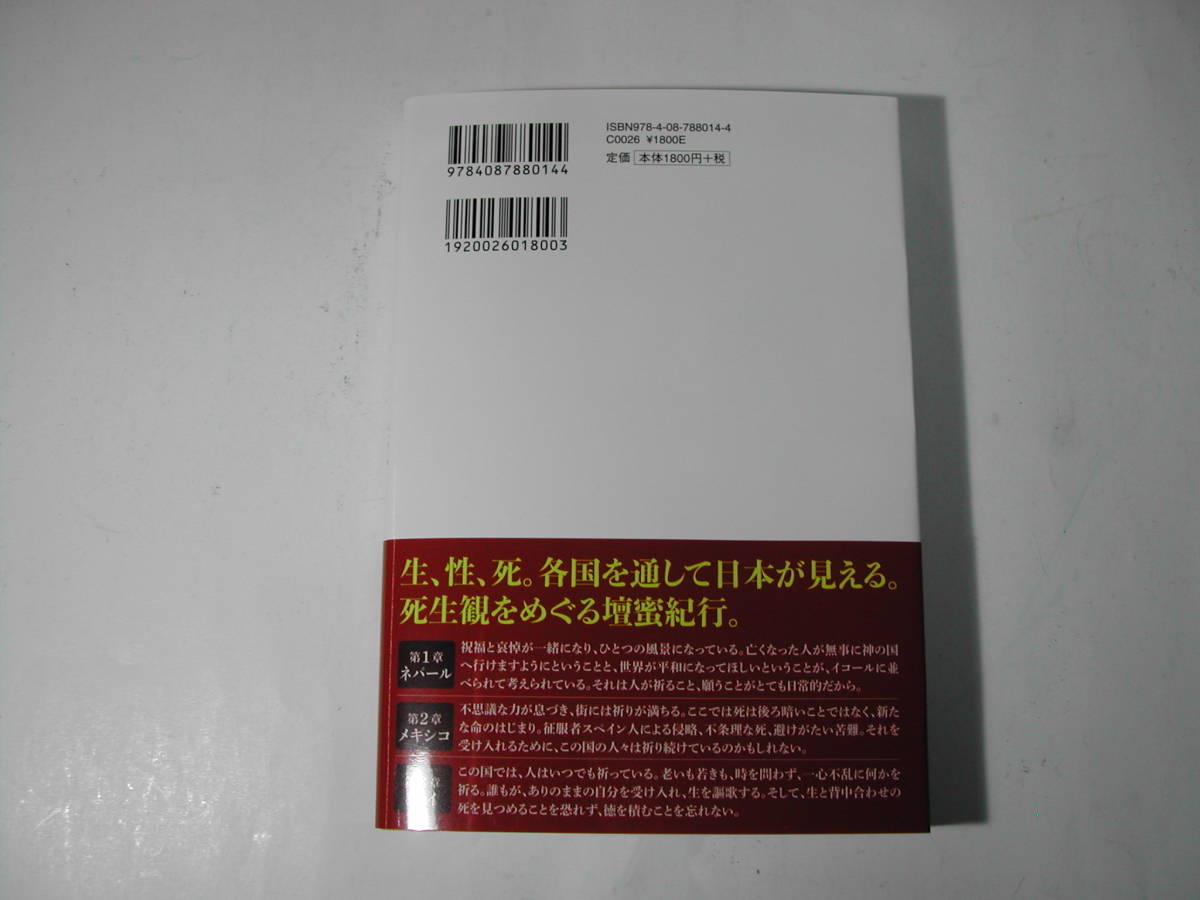 ISBN978-4-08-788014-4
C0026 ¥1800E
定価 本体1800円+税
9784087880144
1920026018003
生、性、死。各国を通して日本が見える。
死生観をめぐる壇蜜紀行。
第1章
ネパール
祝福と哀悼が一緒になり、ひとつの風景になっている。亡くなった人が無事に神の国
へ行けますようにということと、世界が平和になってほしいということが、イコールに並
べられて考えられている。それは人が祈ること、願うことがとても日常的だから。
第2章
メキシコ
不思議な力が息づき、街には祈りが満ちる。ここでは死は後ろ暗いことではなく、新た
な命のはじまり。征服者スペイン人による侵略、不条理な死、避けがたい苦難。それを
受け入れるために、この国の人々は祈り続けているのかもしれない。
章
イ
この国では、人はいつでも祈っている。老いも若きも、時を問わず、一心不乱に何かを
祈る。誰もが、ありのままの自分を受け入れ、生を謳歌する。そして、生と背中合わせの
死を見つめることを恐れず、徳を積むことを忘れない。